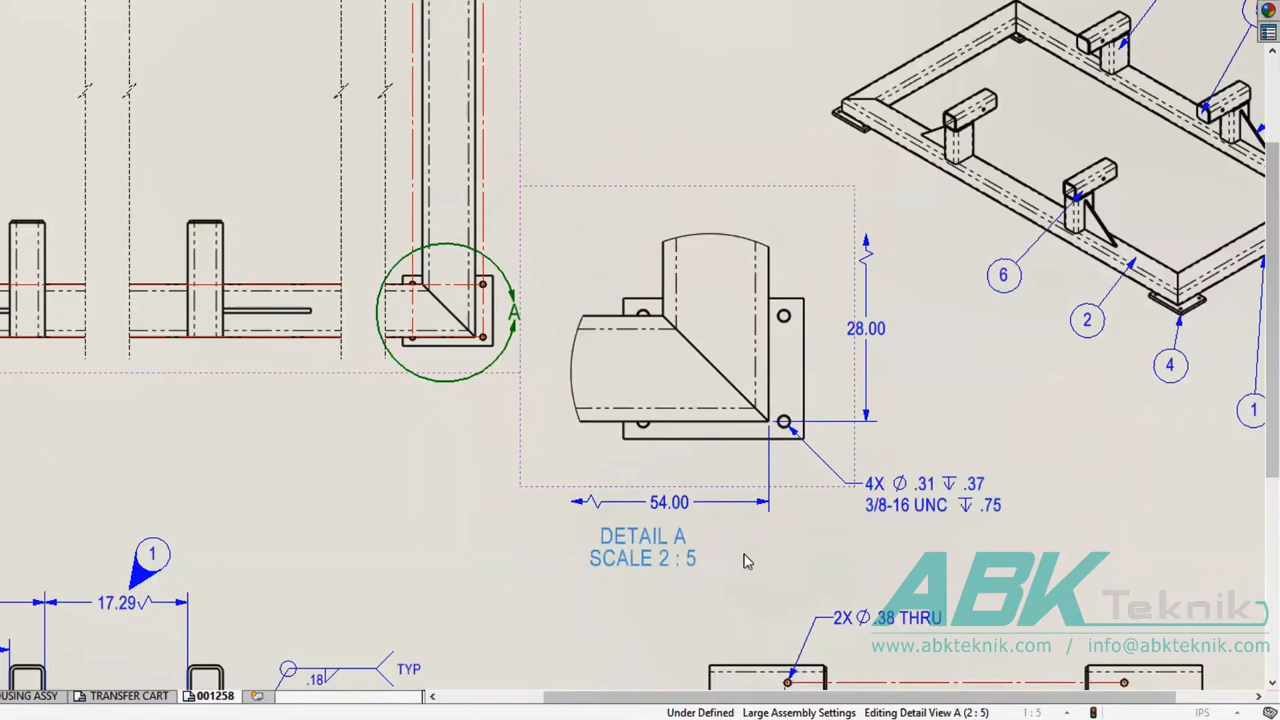 A
6
2
4
1
28.00
4X Ø .31 ↧ .37
3/8-16 UNC ↧ .75
54.00
DETAIL A
SCALE 2 : 5
1
17.29
.18
TYP
2X Ø .38 THRU
ABK Teknik
www.abkteknik.com / info@abkteknik.com
OUSING ASSY
TRANSFER CART
001258
Under Defined
Large Assembly Settings
Editing Detail View A (2 : 5)
1 : 5
IPS